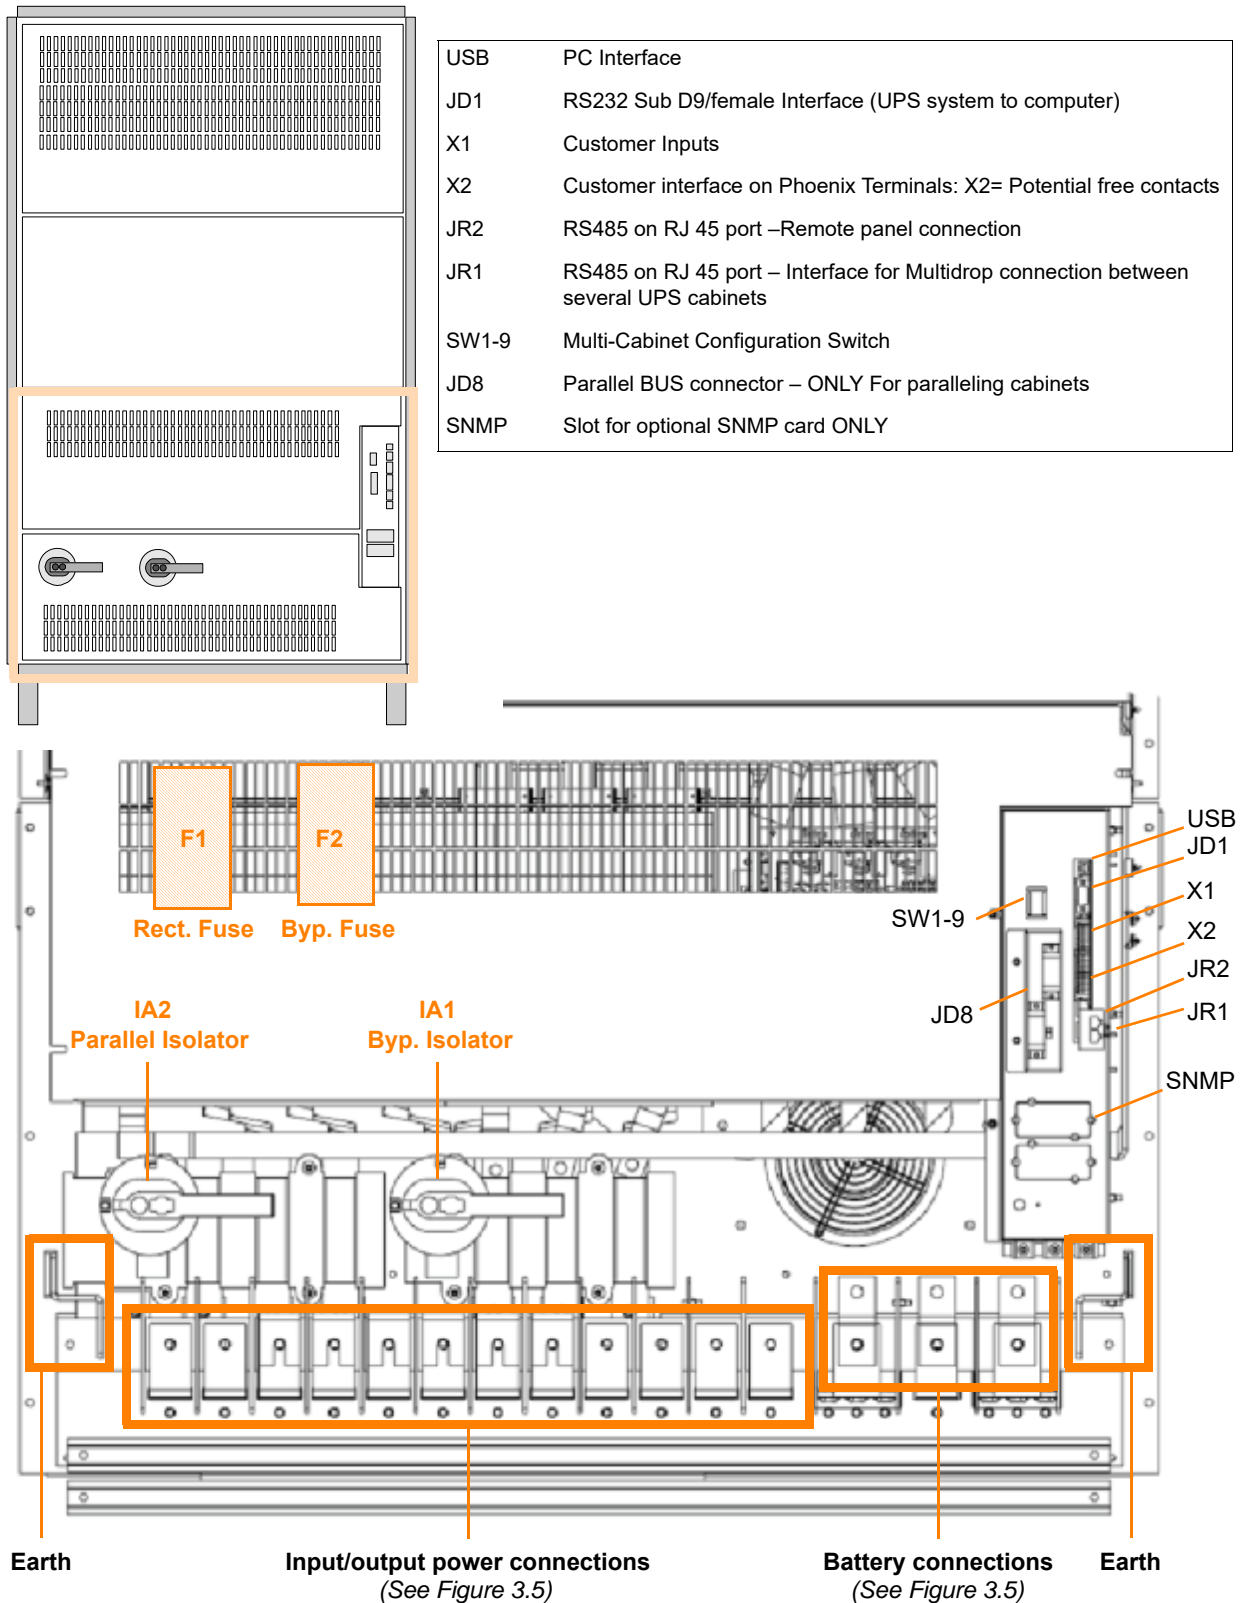 USB PC Interface
JD1 RS232 Sub D9/female Interface (UPS system to computer)
X1 Customer Inputs
X2 Customer interface on Phoenix Terminals: X2= Potential free contacts
JR2 RS485 on RJ 45 port –Remote panel connection
JR1 RS485 on RJ 45 port – Interface for Multidrop connection between
several UPS cabinets
SW1-9 Multi-Cabinet Configuration Switch
JD8 Parallel BUS connector – ONLY For paralleling cabinets
SNMP Slot for optional SNMP card ONLY
F1
F2
Rect. Fuse
Byp. Fuse
USB
JD1
X1
SW1-9
X2
JR2
JD8
JR1
IA2
Parallel Isolator
IA1
Byp. Isolator
SNMP
Earth
Input/output power connections
(See Figure 3.5)
Battery connections
(See Figure 3.5)
Earth